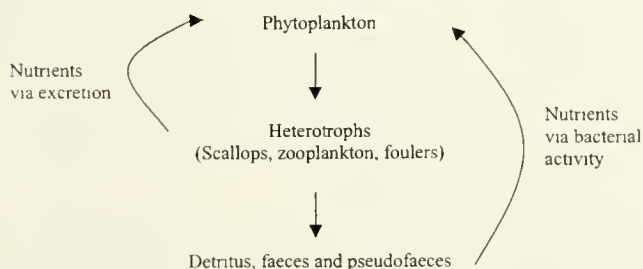 Phytoplankton
Nutrients
via excretion
Heterotrophs
(Scallops, zooplankton, foulers)
Nutrients
via bacterial
activity
Detritus, faeces and pseudofaeces